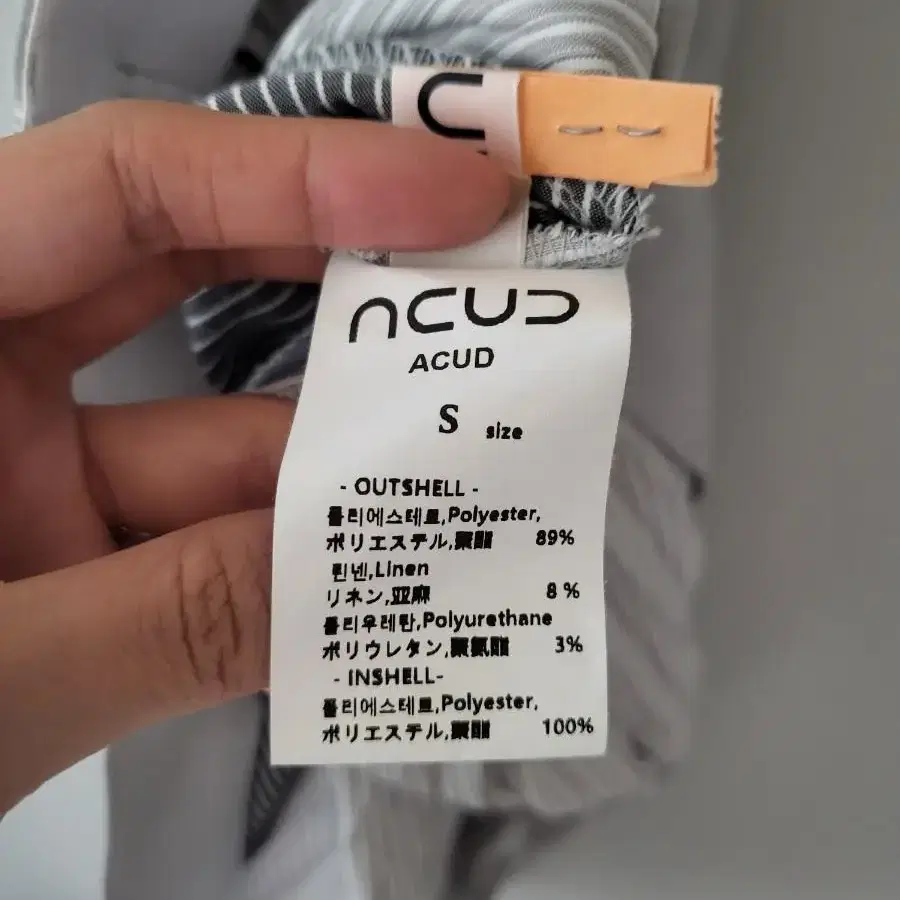 ACUD
ACUD
S size
- OUTSHELL -
폴리에스테르,Polyester,
ポリエステル,聚酯 89%
린넨,Linen
リネン,亚麻 8 %
폴리우레탄,Polyurethane
ポリウレタン,聚氨酯 3%
- INSHELL-
폴리에스테르,Polyester,
ポリエステル,聚酯 100%